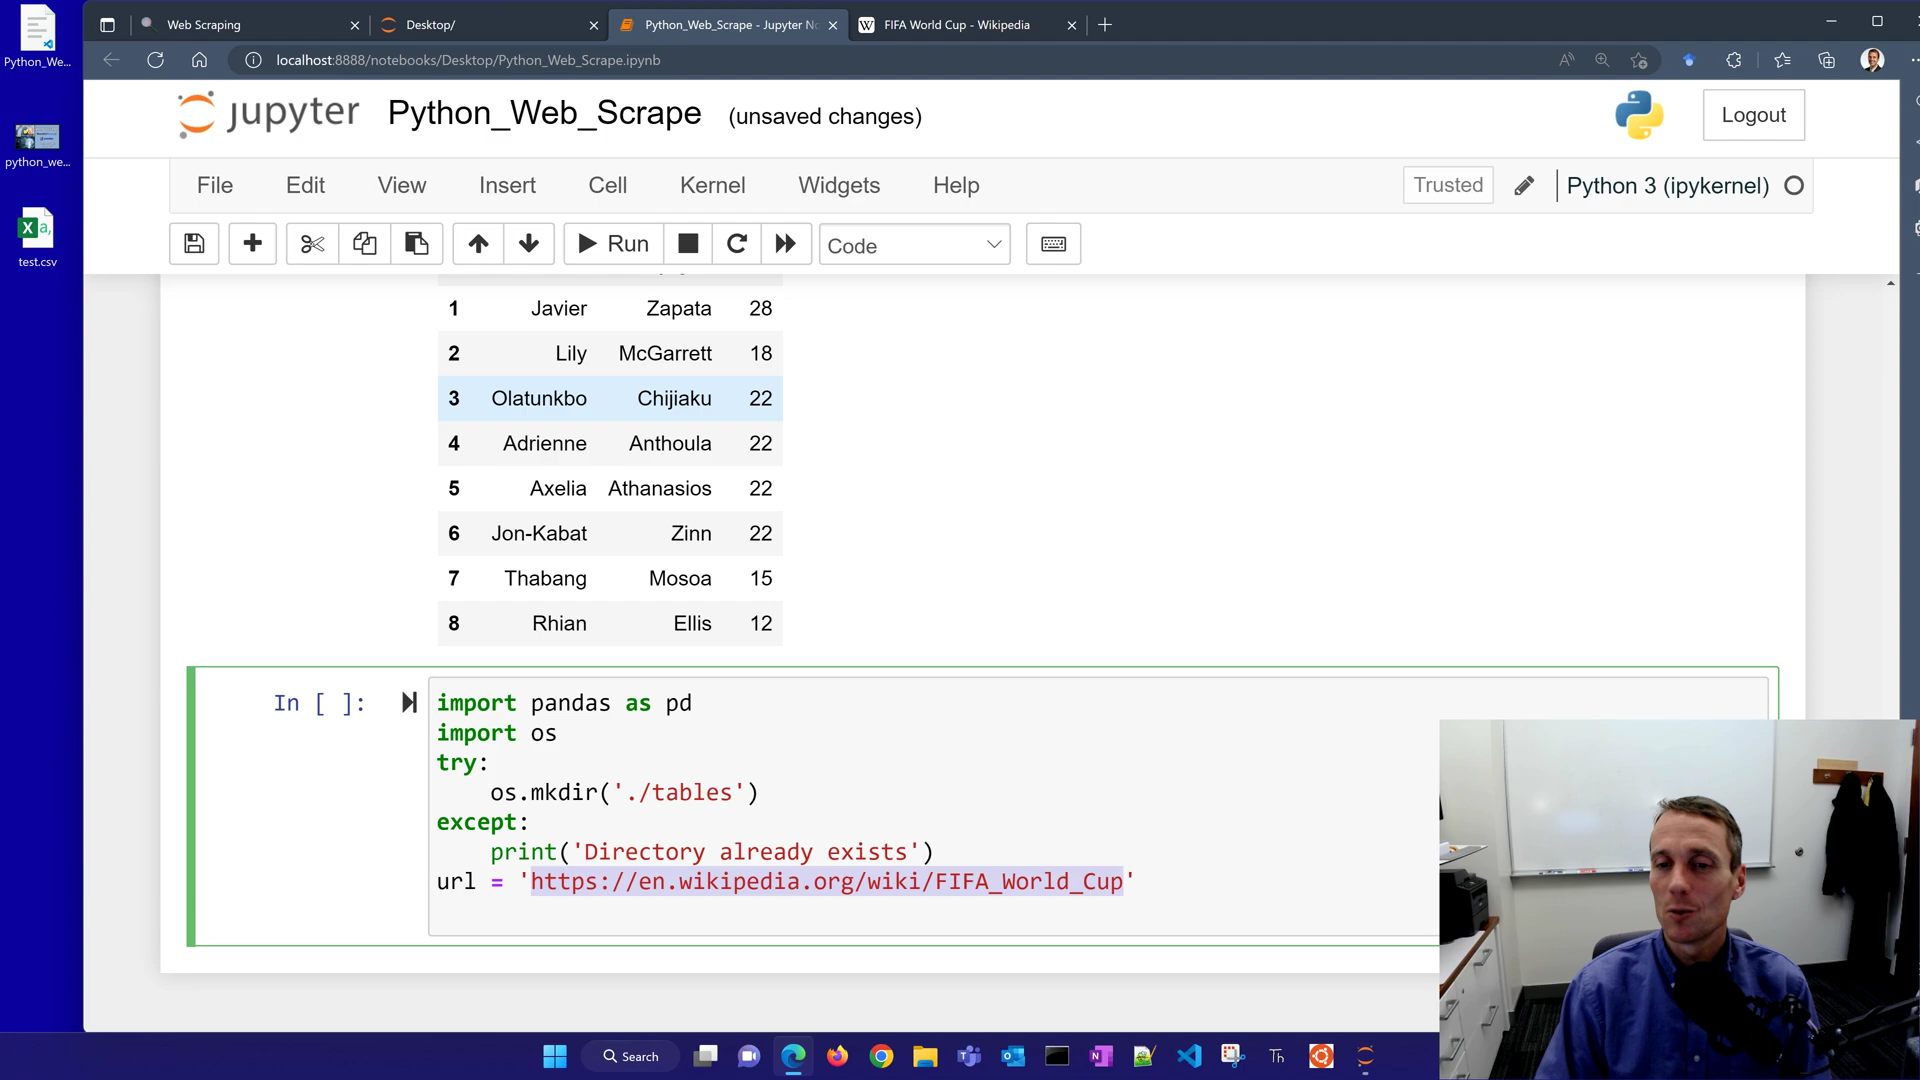 Python_We...
python_we...
test.csv
Web Scraping
Desktop/
Python_Web_Scrape - Jupyter No
FIFA World Cup - Wikipedia
localhost:8888/notebooks/Desktop/Python_Web_Scrape.ipynb
jupyter Python_Web_Scrape (unsaved changes)
Logout
File Edit View Insert Cell Kernel Widgets Help
Trusted Python 3 (ipykernel)
Run Code
1 Javier Zapata 28
2 Lily McGarrett 18
3 Olatunkbo Chijiaku 22
4 Adrienne Anthoula 22
5 Axelia Athanasios 22
6 Jon-Kabat Zinn 22
7 Thabang Mosoa 15
8 Rhian Ellis 12
In [ ]:
import pandas as pd
import os
try:
    os.mkdir('./tables')
except:
    print('Directory already exists')
url = 'https://en.wikipedia.org/wiki/FIFA_World_Cup'
Search
Th